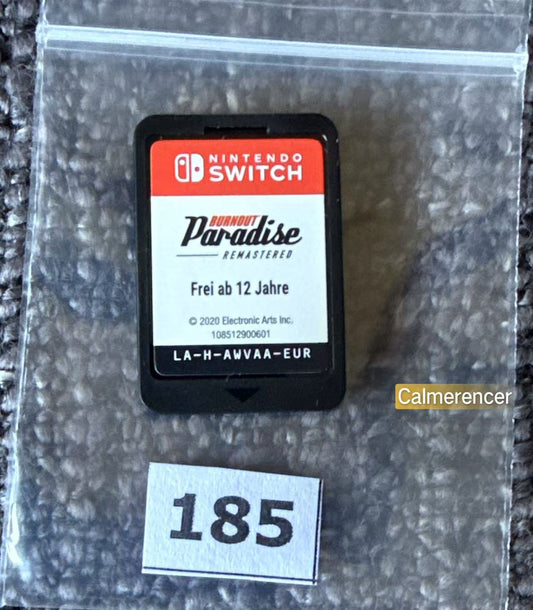 NINTENDO
SWITCH
BURNOUT
Paradise
REMASTERED
Frei ab 12 Jahre
© 2020 Electronic Arts Inc.
108512900601
LA-H-AWVAA-EUR
Calmerencer
185